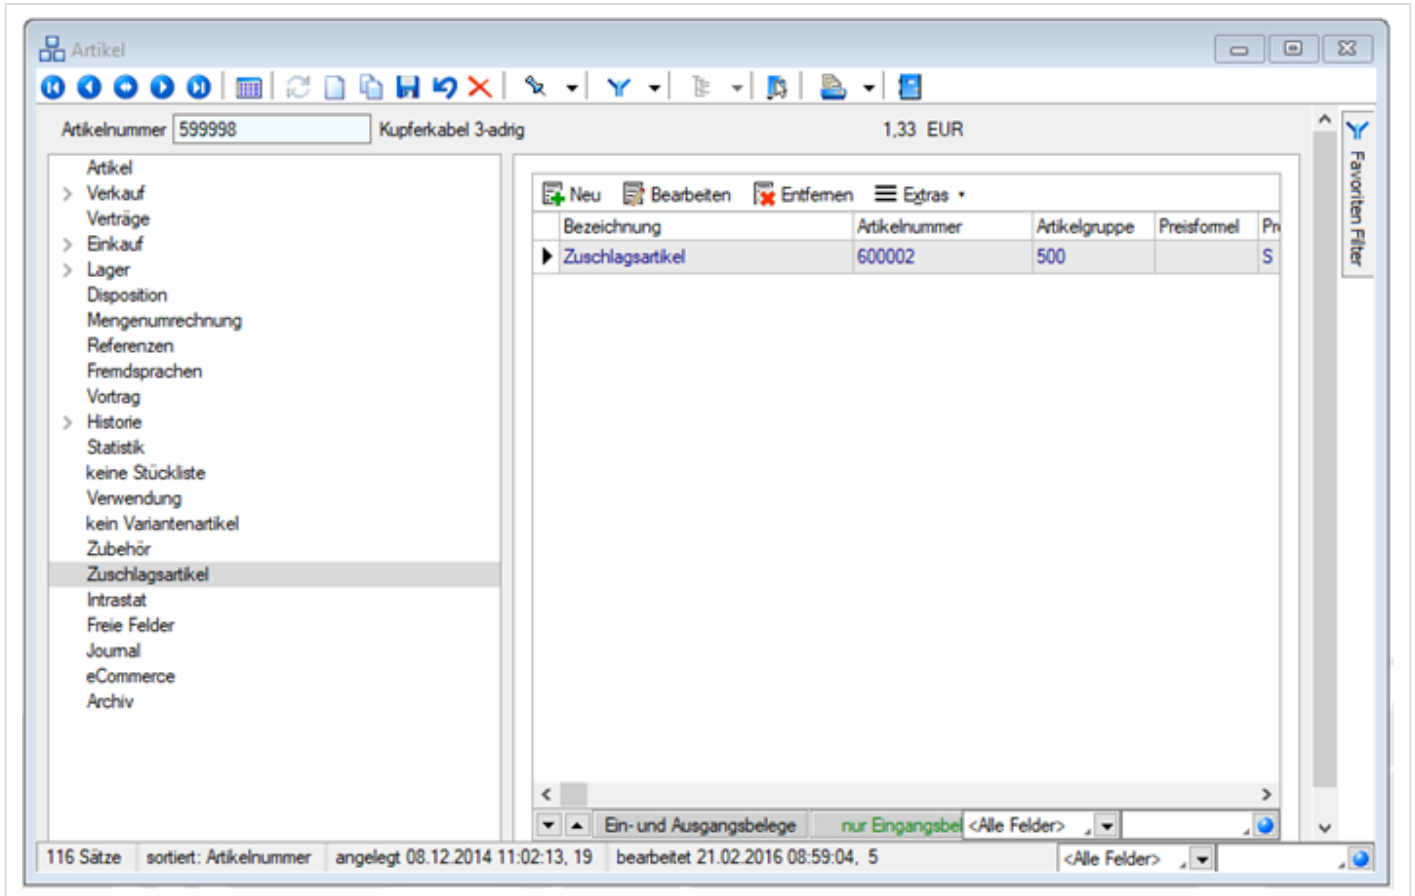 Artikel
Artikelnummer 599998 Kupferkabel 3-adrig 1,33 EUR
Favoriten Filter
Artikel
Verkauf
Verträge
Einkauf
Lager
Disposition
Mengenumrechnung
Referenzen
Fremdsprachen
Vortrag
Historie
Statistik
keine Stückliste
Verwendung
kein Variantenartikel
Zubehör
Zuschlagsartikel
Intrastat
Freie Felder
Journal
eCommerce
Archiv
Neu Bearbeiten Entfernen Extras
Bezeichnung Artikelnummer Artikelgruppe Preisformel Pr
Zuschlagsartikel 600002 500 S
Ein- und Ausgangsbelege nur Eingangsbel <Alle Felder>
116 Sätze sortiert: Artikelnummer angelegt 08.12.2014 11:02:13, 19 bearbeitet 21.02.2016 08:59:04, 5 <Alle Felder>